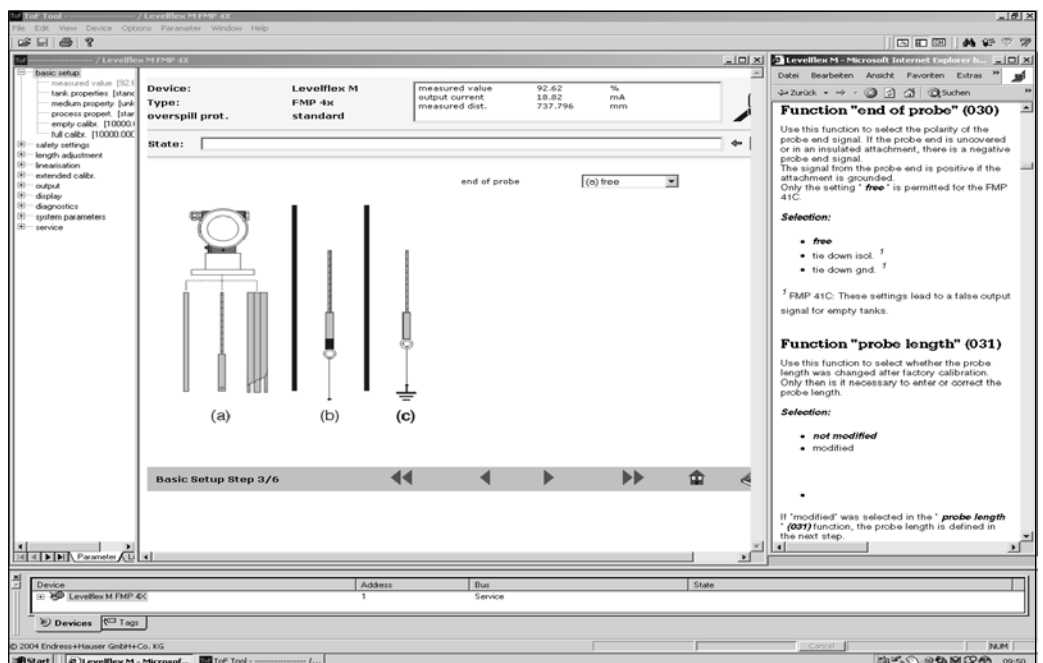 ToF Tool - -------------- / Levelflex M FMP 4X
File Edit View Device Options Parameter Window Help
-------------- / Levelflex M FMP 4X
basic setup
measured value [92.6
tank properties [stanc
medium property [unk
process propert. [star
empty calibr. [10000.0
full calibr. [10000.00C
safety settings
length adjustment
linearisation
extended calibr.
output
display
diagnostics
system parameters
service
Parameter
Device: Levelflex M
Type: FMP 4x
overspill prot. standard
measured value 92.62 %
output current 18.82 mA
measured dist. 737.796 mm
State:
end of probe (a) free
(a) (b) (c)
Basic Setup Step 3/6
Levelflex M - Microsoft Internet Explorer b...
Datei Bearbeiten Ansicht Favoriten Extras »
Zurück Suchen »
Function "end of probe" (030)
Use this function to select the polarity of the
probe end signal. If the probe end is uncovered
or in an insulated attachment, there is a negative
probe end signal.
The signal from the probe end is positive if the
attachment is grounded.
Only the setting " free " is permitted for the FMP
41C.
Selection:
• free
• tie down isol. 1
• tie down gnd. 1
1 FMP 41C: These settings lead to a false output
signal for empty tanks.
Function "probe length" (031)
Use this function to select whether the probe
length was changed after factory calibration.
Only then is it necessary to enter or correct the
probe length.
Selection:
• not modified
• modified
•
If "modified" was selected in the " probe length
" (031) function, the probe length is defined in
the next step.
Device Address Bus State
Levelflex M FMP 4X 1 Service
Devices Tags
© 2004 Endress+Hauser GmbH+Co. KG Cancel NUM
Start Levelflex M - Microsof... ToF Tool - -------------- /... 09:50